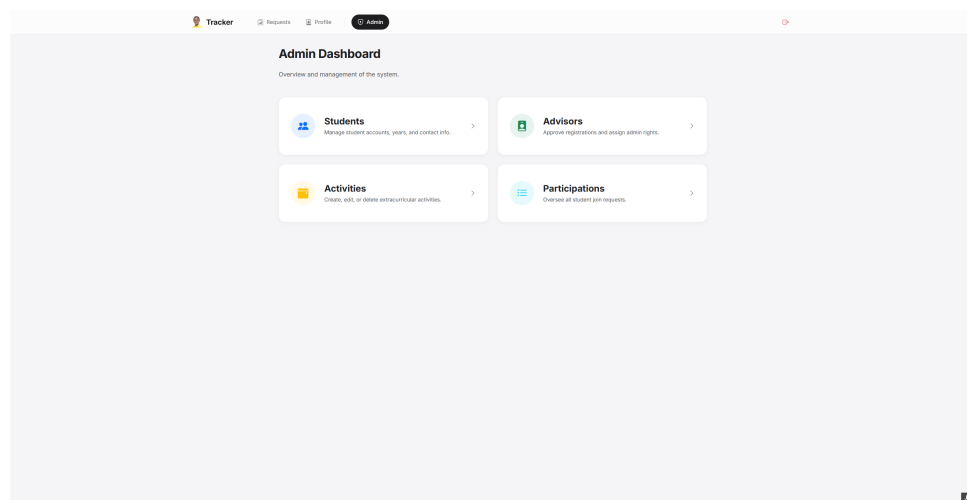 Tracker
Requests
Profile
Admin
Admin Dashboard
Overview and management of the system.
Students
Manage student accounts, years, and contact info.
Advisors
Approve registrations and assign admin rights.
Activities
Create, edit, or delete extracurricular activities.
Participations
Oversee all student join requests.